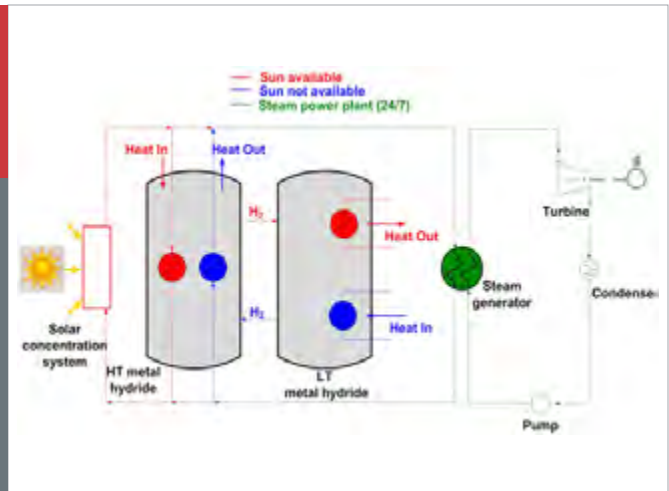 Sun available
Sun not available
Steam power plant (24/7)
Heat In
Heat Out
H2
Heat Out
Turbine
Steam
generator
Condenser
H2
Heat In
Solar
concentration
system
HT metal
hydride
LT
metal hydride
Pump